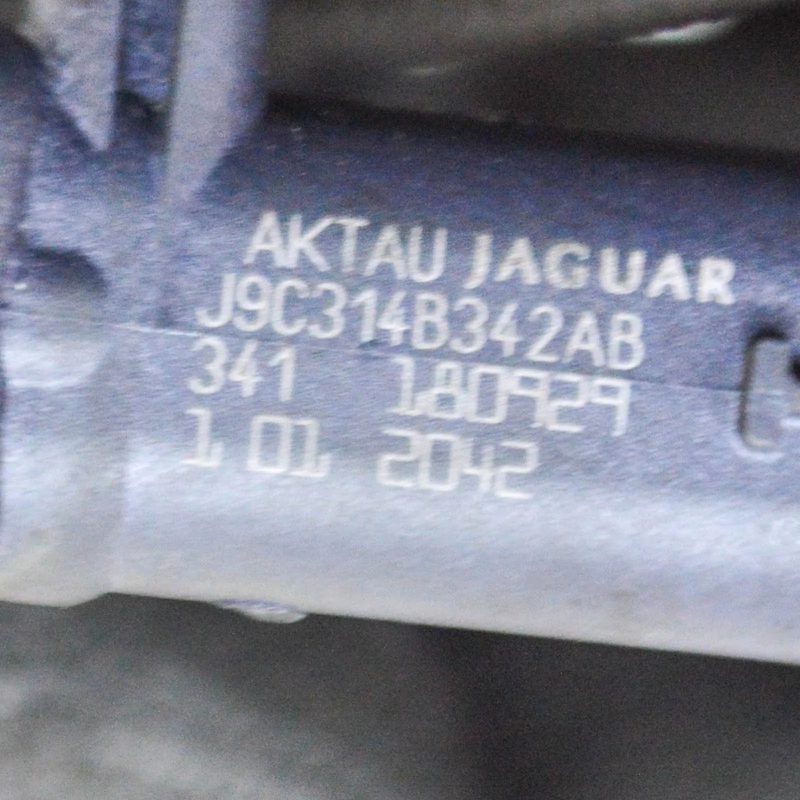 AKTAU JAGUAR
J9C314B342AB
341 180929
1 01 2042